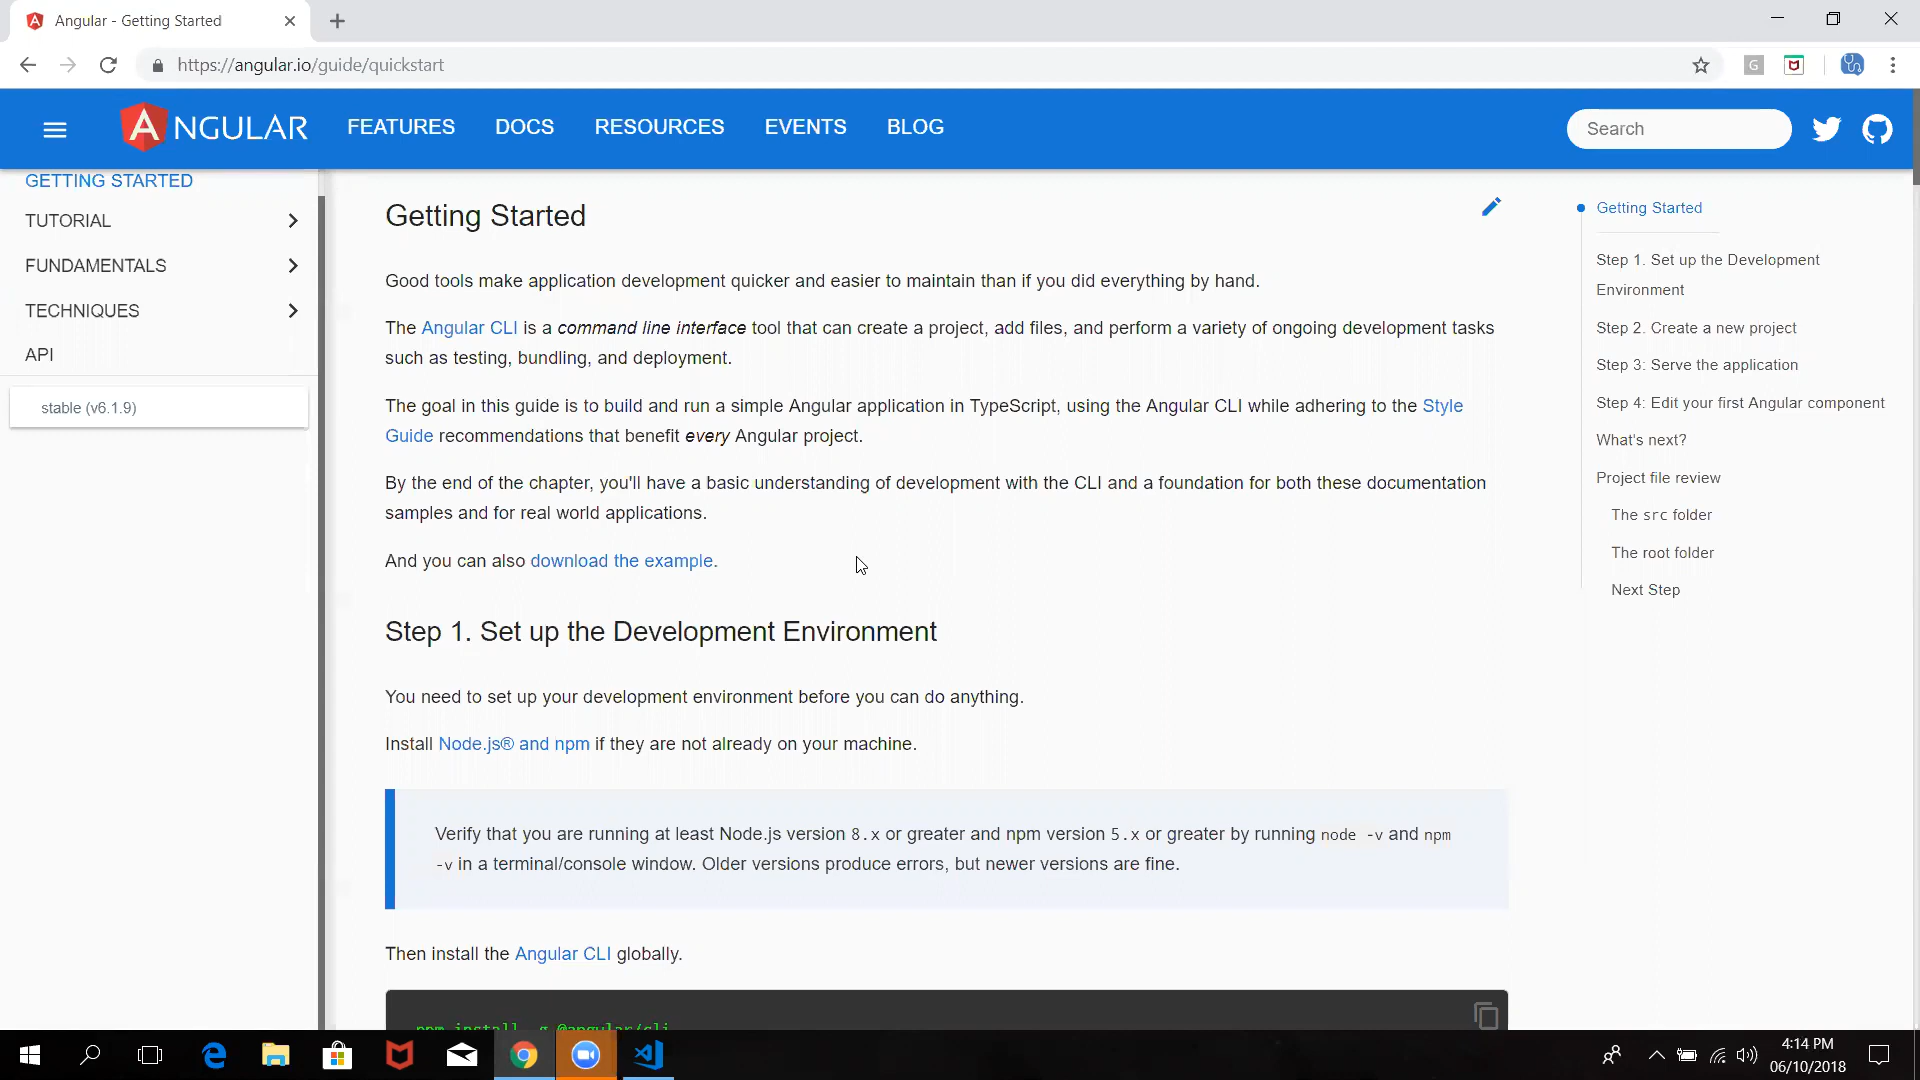 Angular - Getting Started
https://angular.io/guide/quickstart
G
ANGULAR
FEATURES
DOCS
RESOURCES
EVENTS
BLOG
Search
GETTING STARTED
TUTORIAL
FUNDAMENTALS
TECHNIQUES
API
stable (v6.1.9)
Getting Started
Good tools make application development quicker and easier to maintain than if you did everything by hand.
The Angular CLI is a command line interface tool that can create a project, add files, and perform a variety of ongoing development tasks
such as testing, bundling, and deployment.
The goal in this guide is to build and run a simple Angular application in TypeScript, using the Angular CLI while adhering to the Style
Guide recommendations that benefit every Angular project.
By the end of the chapter, you'll have a basic understanding of development with the CLI and a foundation for both these documentation
samples and for real world applications.
And you can also download the example.
Step 1. Set up the Development Environment
You need to set up your development environment before you can do anything.
Install Node.js® and npm if they are not already on your machine.
Verify that you are running at least Node.js version 8.x or greater and npm version 5.x or greater by running node -v and npm
-v in a terminal/console window. Older versions produce errors, but newer versions are fine.
Then install the Angular CLI globally.
npm install -g @angular/cli
Getting Started
Step 1. Set up the Development
Environment
Step 2. Create a new project
Step 3: Serve the application
Step 4: Edit your first Angular component
What's next?
Project file review
The src folder
The root folder
Next Step
4:14 PM
06/10/2018